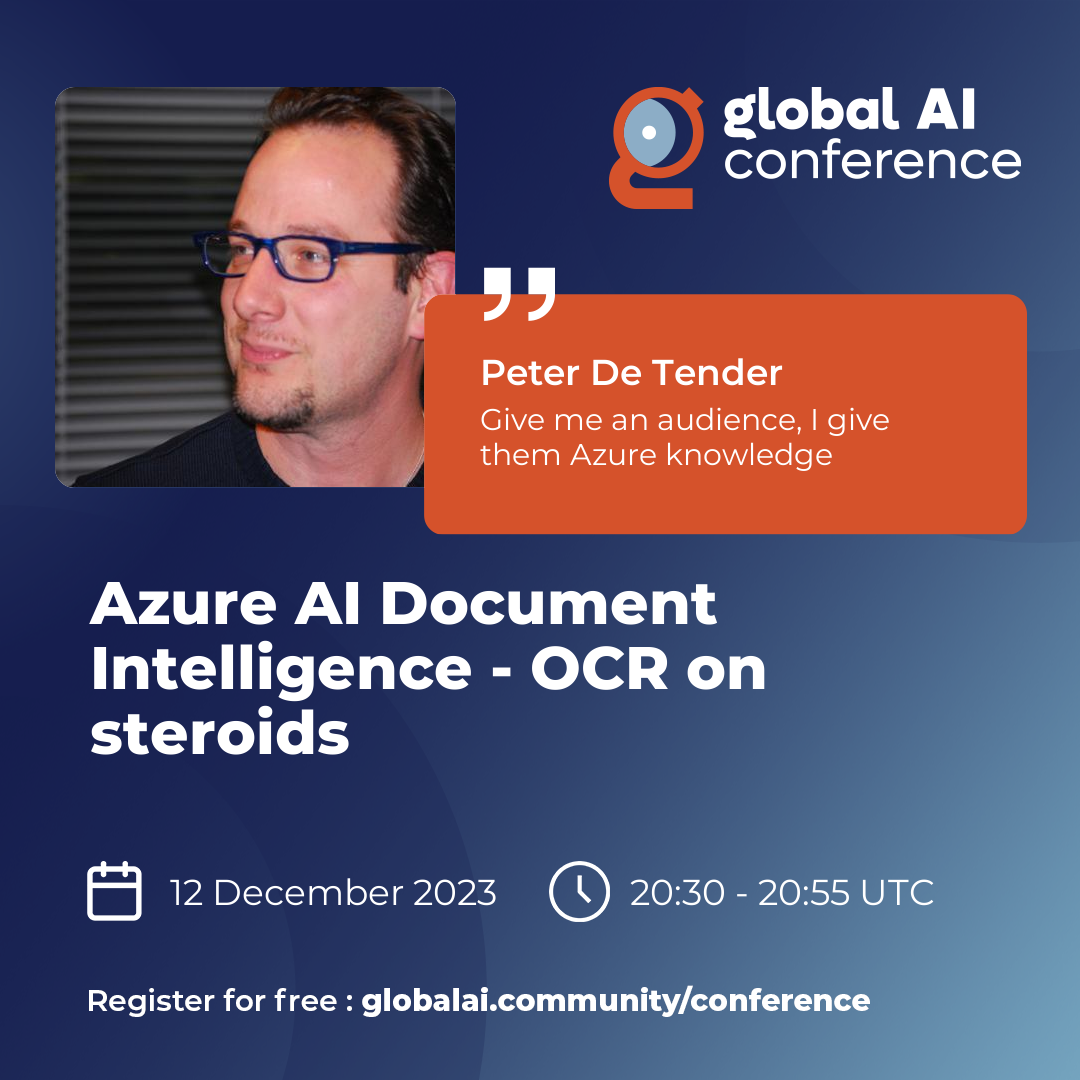 global AI
conference
Peter De Tender
Give me an audience, I give
them Azure knowledge
Azure AI Document
Intelligence - OCR on
steroids
12 December 2023
20:30 - 20:55 UTC
Register for free : globalai.community/conference